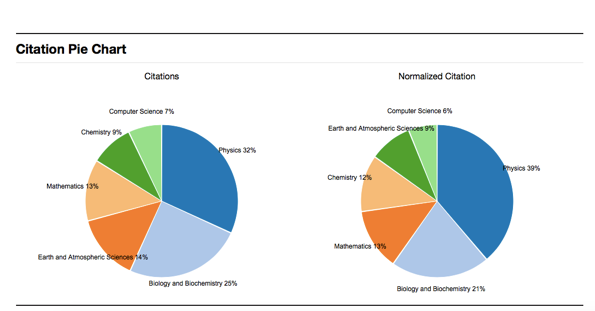 Citation Pie Chart
Citations
Normalized Citation
Computer Science 7%
Chemistry 9%
Physics 32%
Mathematics 13%
Earth and Atmospheric Sciences 14%
Biology and Biochemistry 25%
Computer Science 6%
Earth and Atmospheric Sciences 9%
Physics 39%
Chemistry 12%
Mathematics 13%
Biology and Biochemistry 21%